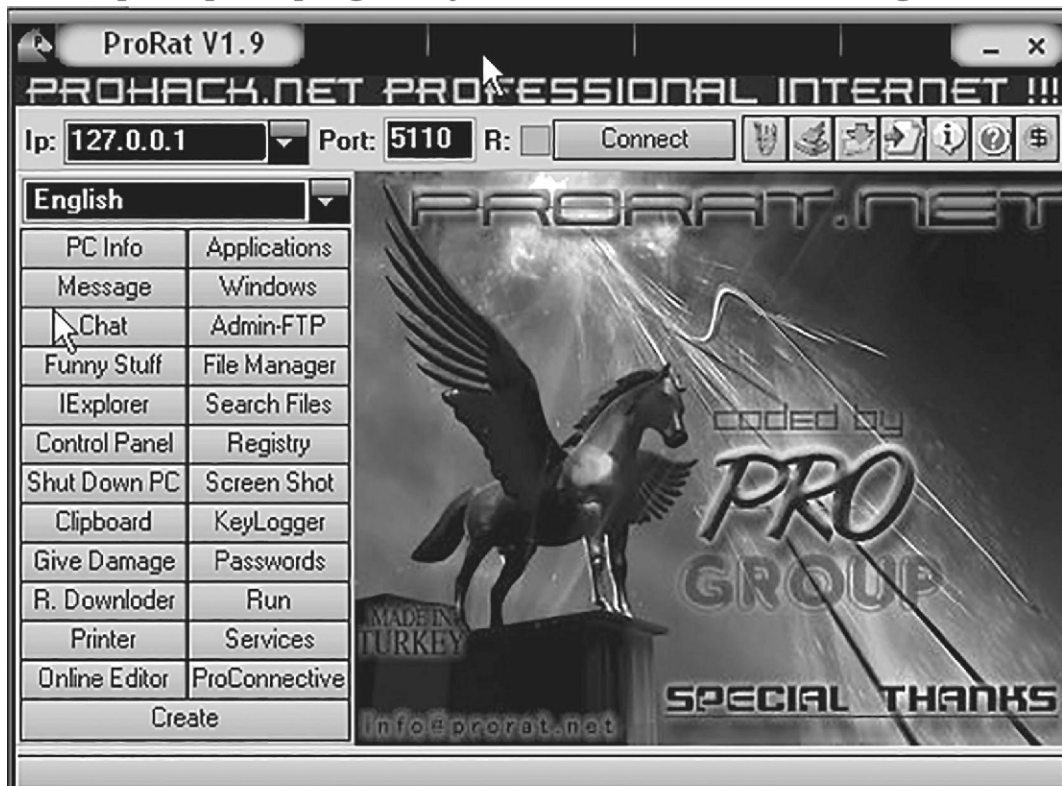 ProRat V1.9
PROHACK.NET PROFESSIONAL INTERNET !!!
Ip: 127.0.0.1 Port: 5110 R: Connect
English
PC Info Applications
Message Windows
Chat Admin-FTP
Funny Stuff File Manager
IExplorer Search Files
Control Panel Registry
Shut Down PC Screen Shot
Clipboard KeyLogger
Give Damage Passwords
R. Downloder Run
Printer Services
Online Editor ProConnective
Create
PRORAT.NET
coded by
PRO
GROUP
MADE IN
TURKEY
SPECIAL THANKS
info@prorat.net